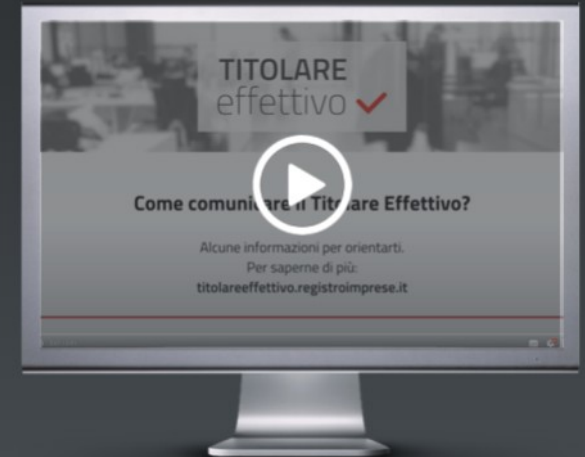 TITOLARE
effettivo
Come comunicare il Titolare Effettivo?
Alcune informazioni per orientarti.
Per saperne di più:
titolareeffettivo.registroimprese.it